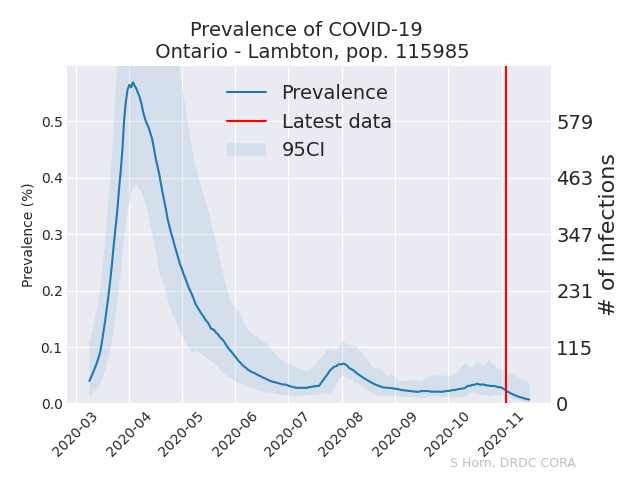 Prevalence of COVID-19
Ontario - Lambton, pop. 115985
Prevalence
Latest data
95CI
Prevalence (%)
0.5
0.4
0.3
0.2
0.1
0.0
579
463
347
231
115
0
# of infections
2020-03
2020-04
2020-05
2020-06
2020-07
2020-08
2020-09
2020-10
2020-11
S Horn, DRDC CORA